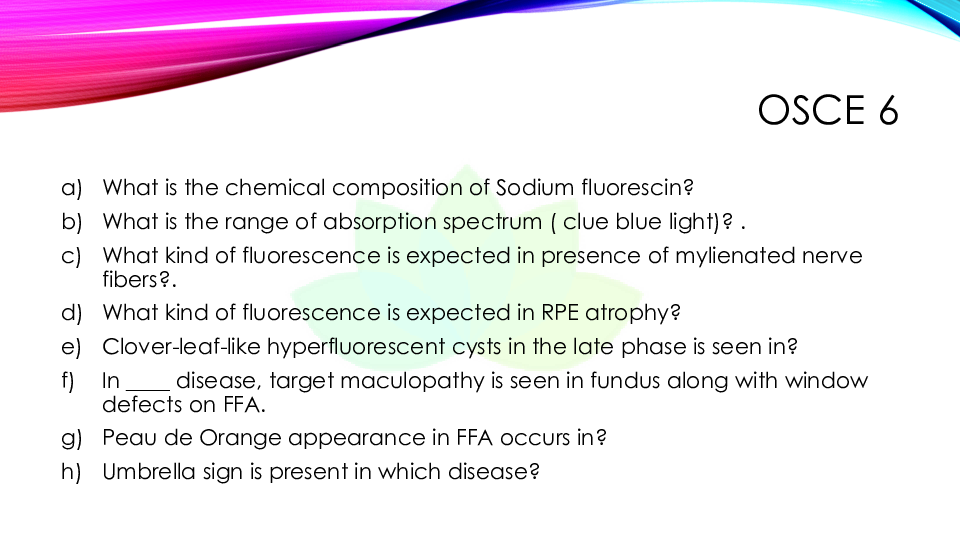 OSCE 6
a) What is the chemical composition of Sodium fluorescin?
b) What is the range of absorption spectrum ( clue blue light)? .
c) What kind of fluorescence is expected in presence of mylienated nerve
fibers?.
d) What kind of fluorescence is expected in RPE atrophy?
e) Clover-leaf-like hyperfluorescent cysts in the late phase is seen in?
f) In ____ disease, target maculopathy is seen in fundus along with window
defects on FFA.
g) Peau de Orange appearance in FFA occurs in?
h) Umbrella sign is present in which disease?